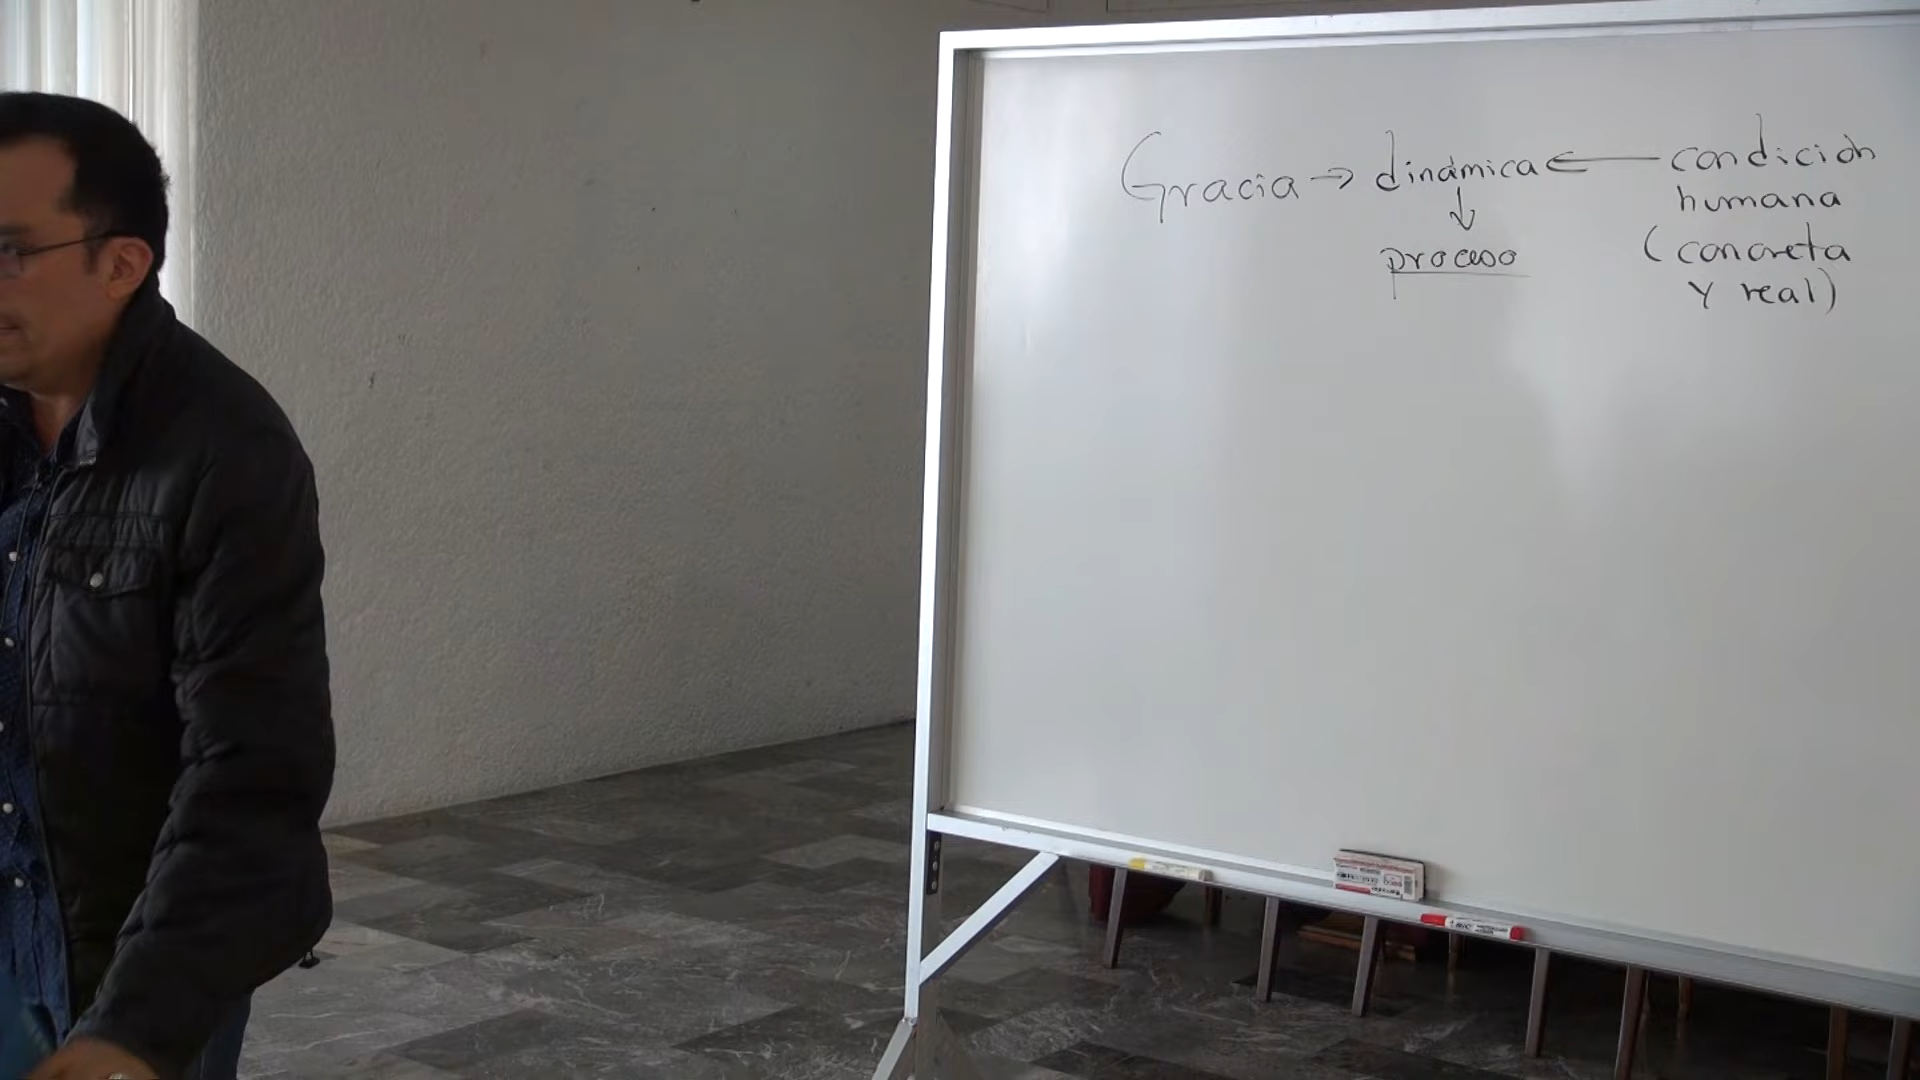 Gracia → dinámica ← condición
humana
(concreta
y real)
↓
proceso